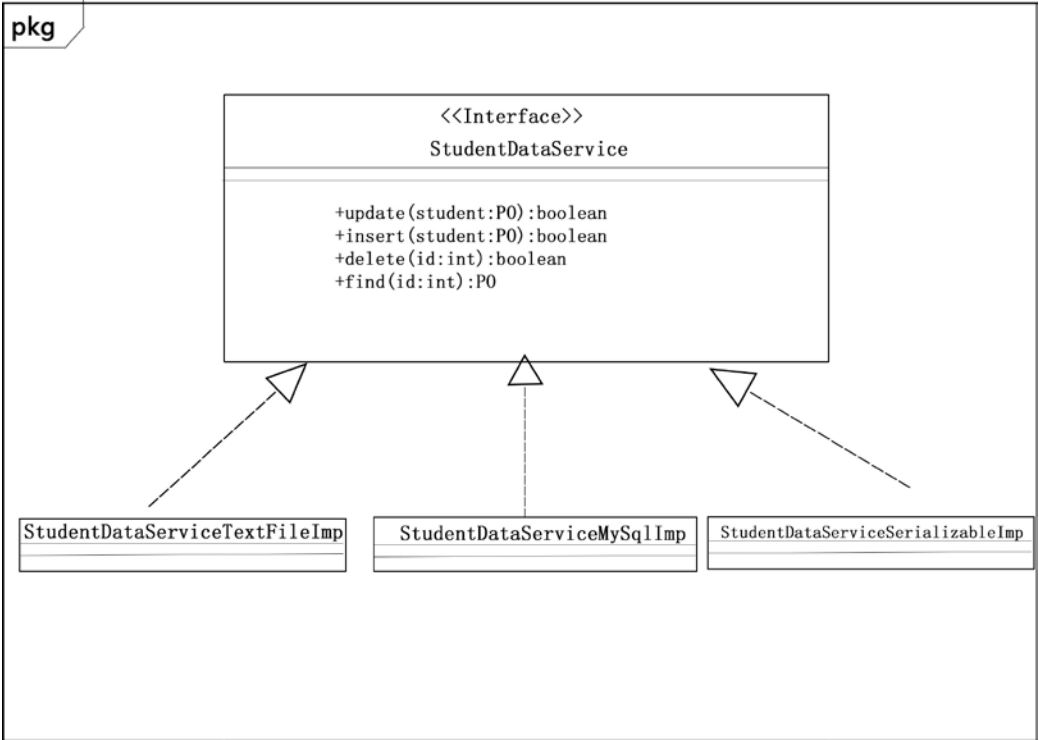 pkg
<<Interface>>
StudentDataService
+update(student:PO):boolean
+insert(student:PO):boolean
+delete(id:int):boolean
+find(id:int):PO
StudentDataServiceTextFileImp
StudentDataServiceMySqlImp
StudentDataServiceSerializableImp